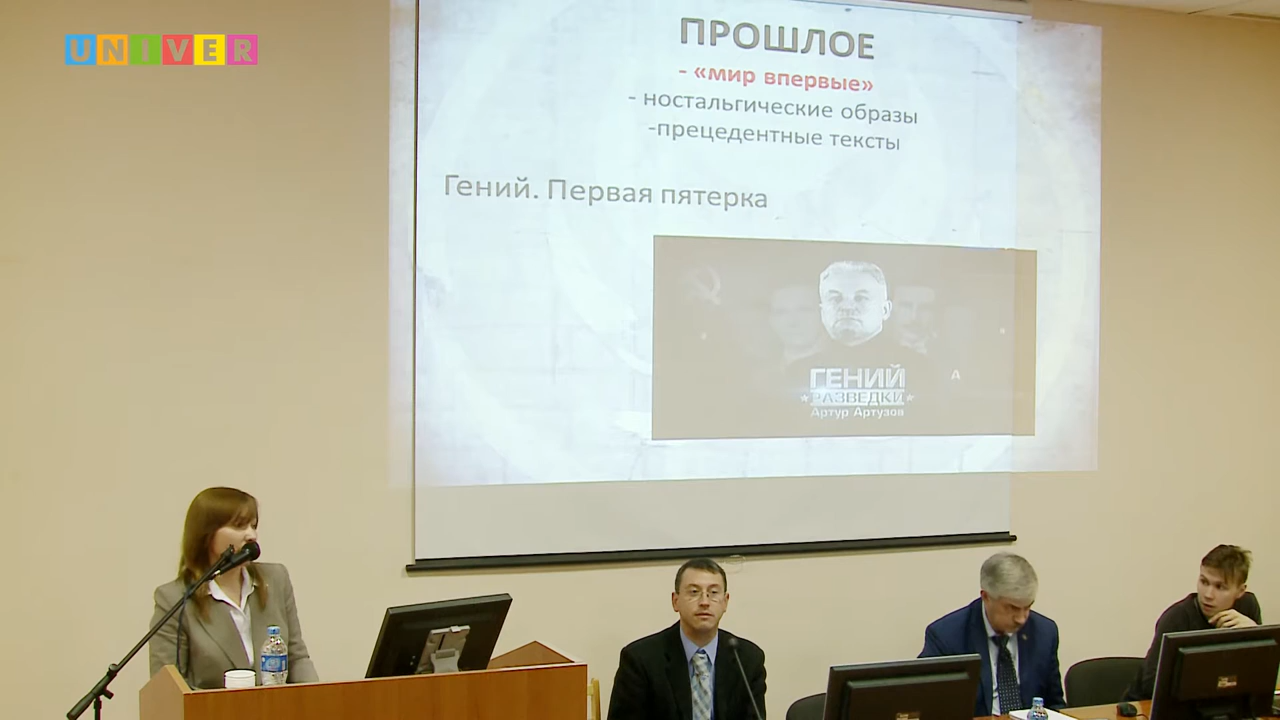 UNIVER
ПРОШЛОЕ
- «мир впервые»
- ностальгические образы
-прецедентные тексты
Гений. Первая пятерка
ГЕНИЙ
РАЗВЕДКИ
Артур Артузов
А